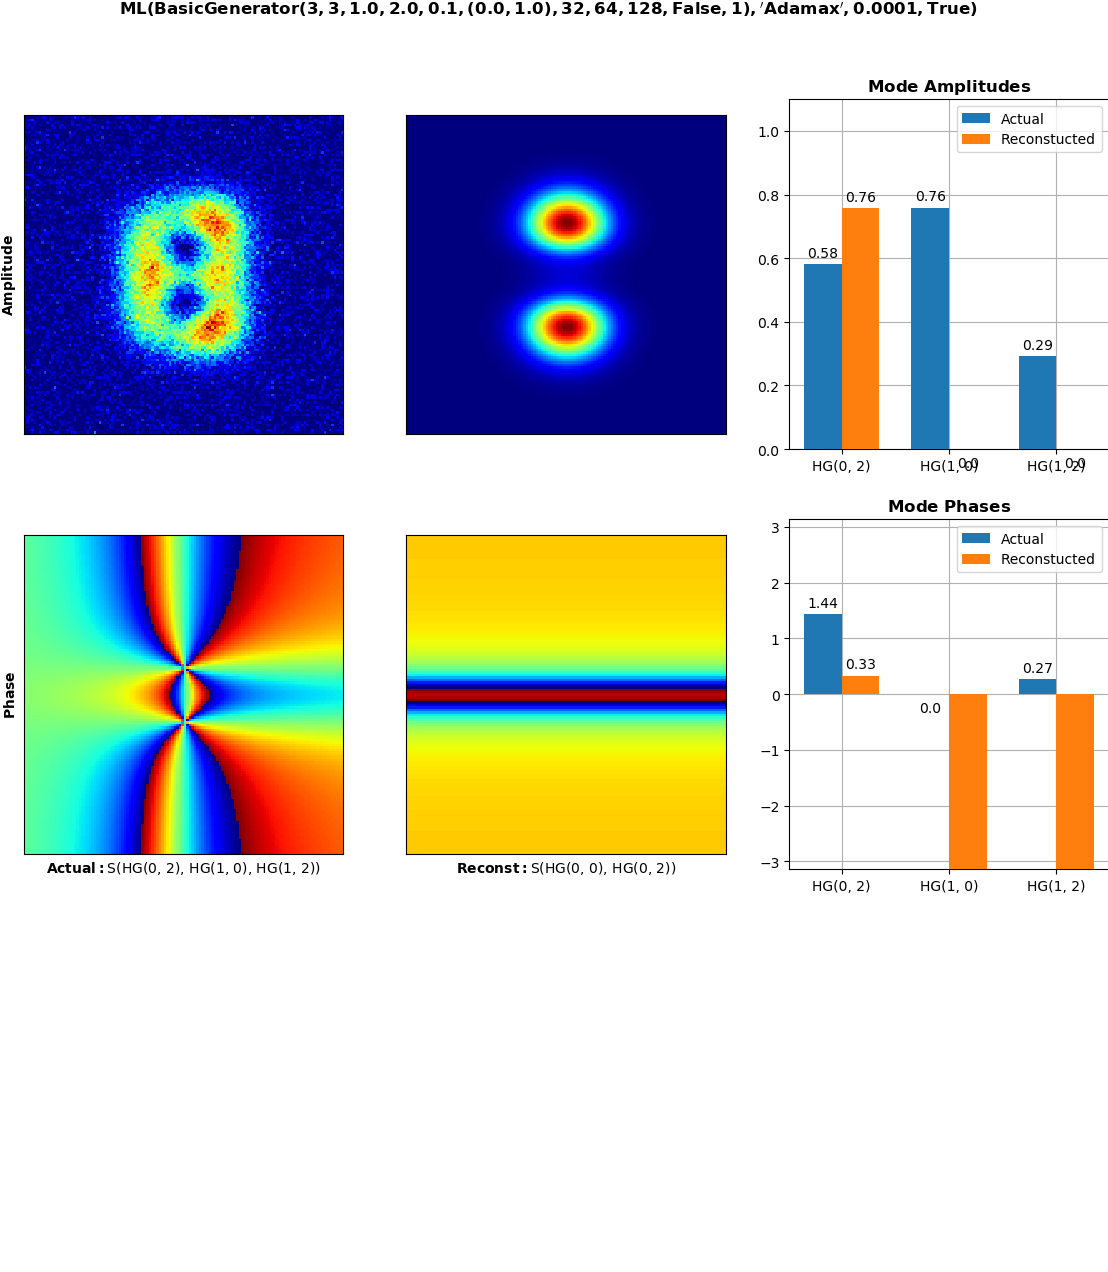 ML(BasicGenerator(3, 3, 1.0, 2.0, 0.1, (0.0, 1.0), 32, 64, 128, False, 1), ′Adamax′, 0.0001, True)
Amplitude
Mode Amplitudes
Actual
Reconstucted
1.0
0.8
0.6
0.4
0.2
0.0
0.58
0.76
0.76
0.0
0.29
0.0
HG(0, 2)
HG(1, 0)
HG(1, 2)
Phase
Actual: S(HG(0, 2), HG(1, 0), HG(1, 2))
Reconst: S(HG(0, 0), HG(0, 2))
Mode Phases
Actual
Reconstucted
3
2
1
0
−1
−2
−3
1.44
0.33
0.0
0.27
HG(0, 2)
HG(1, 0)
HG(1, 2)